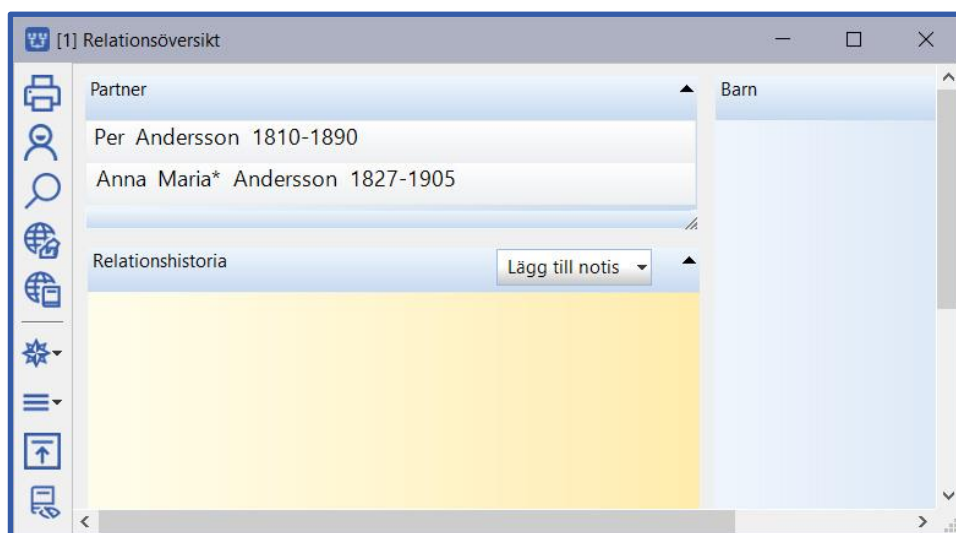 [1] Relationsöversikt
Partner
Per Andersson 1810-1890
Anna Maria* Andersson 1827-1905
Relationshistoria
Lägg till notis
Barn